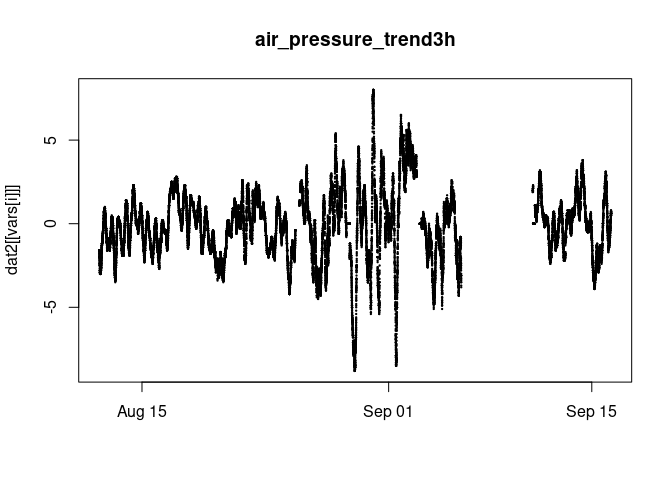 air_pressure_trend3h
dat2[[vars[i]]]
5
0
-5
Aug 15
Sep 01
Sep 15